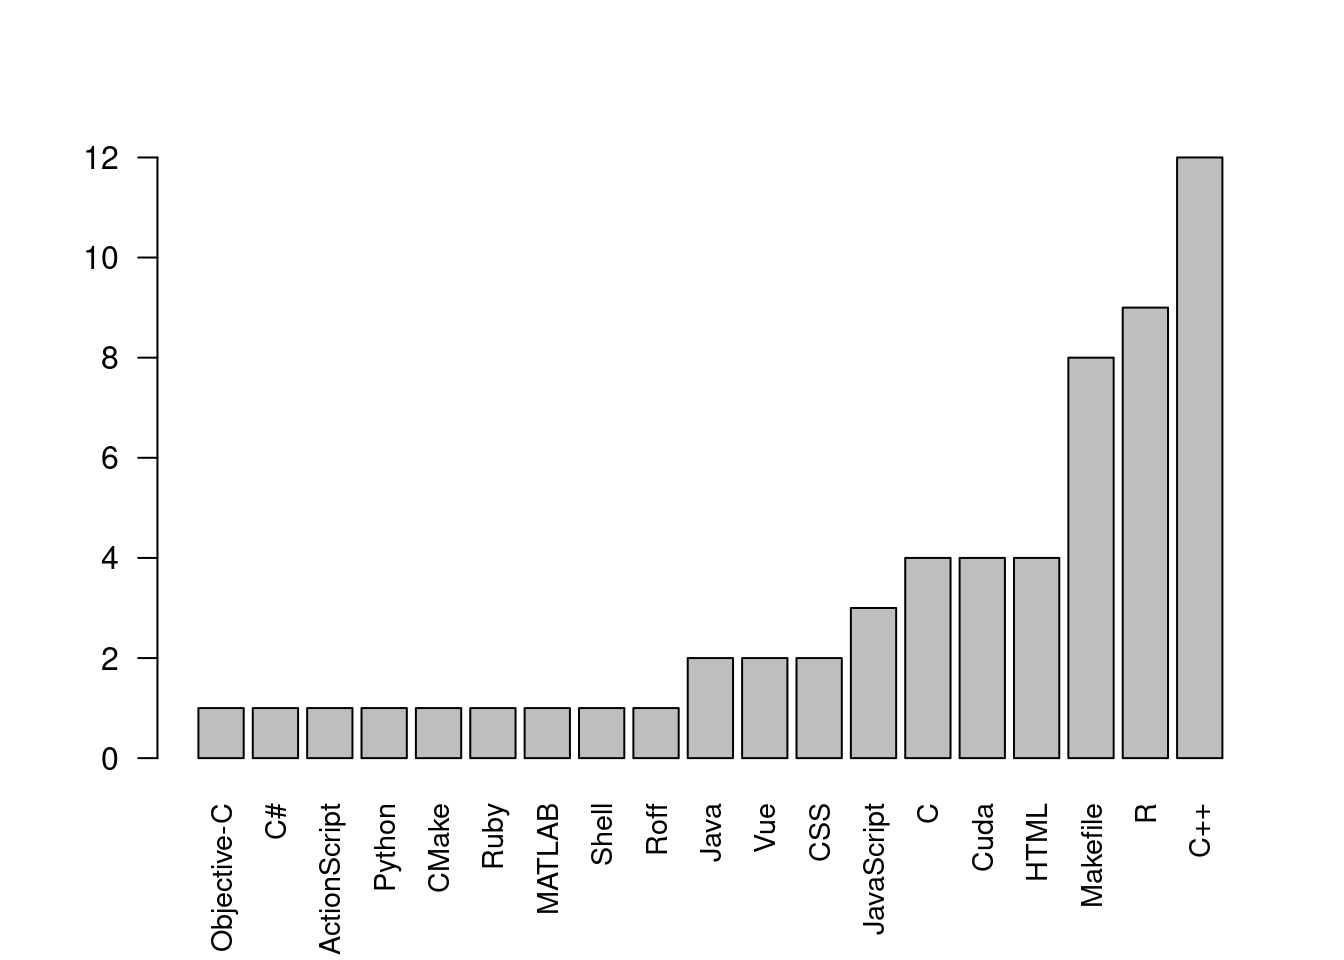 12
10
8
6
4
2
0
Objective-C
C#
ActionScript
Python
CMake
Ruby
MATLAB
Shell
Roff
Java
Vue
CSS
JavaScript
C
Cuda
HTML
Makefile
R
C++